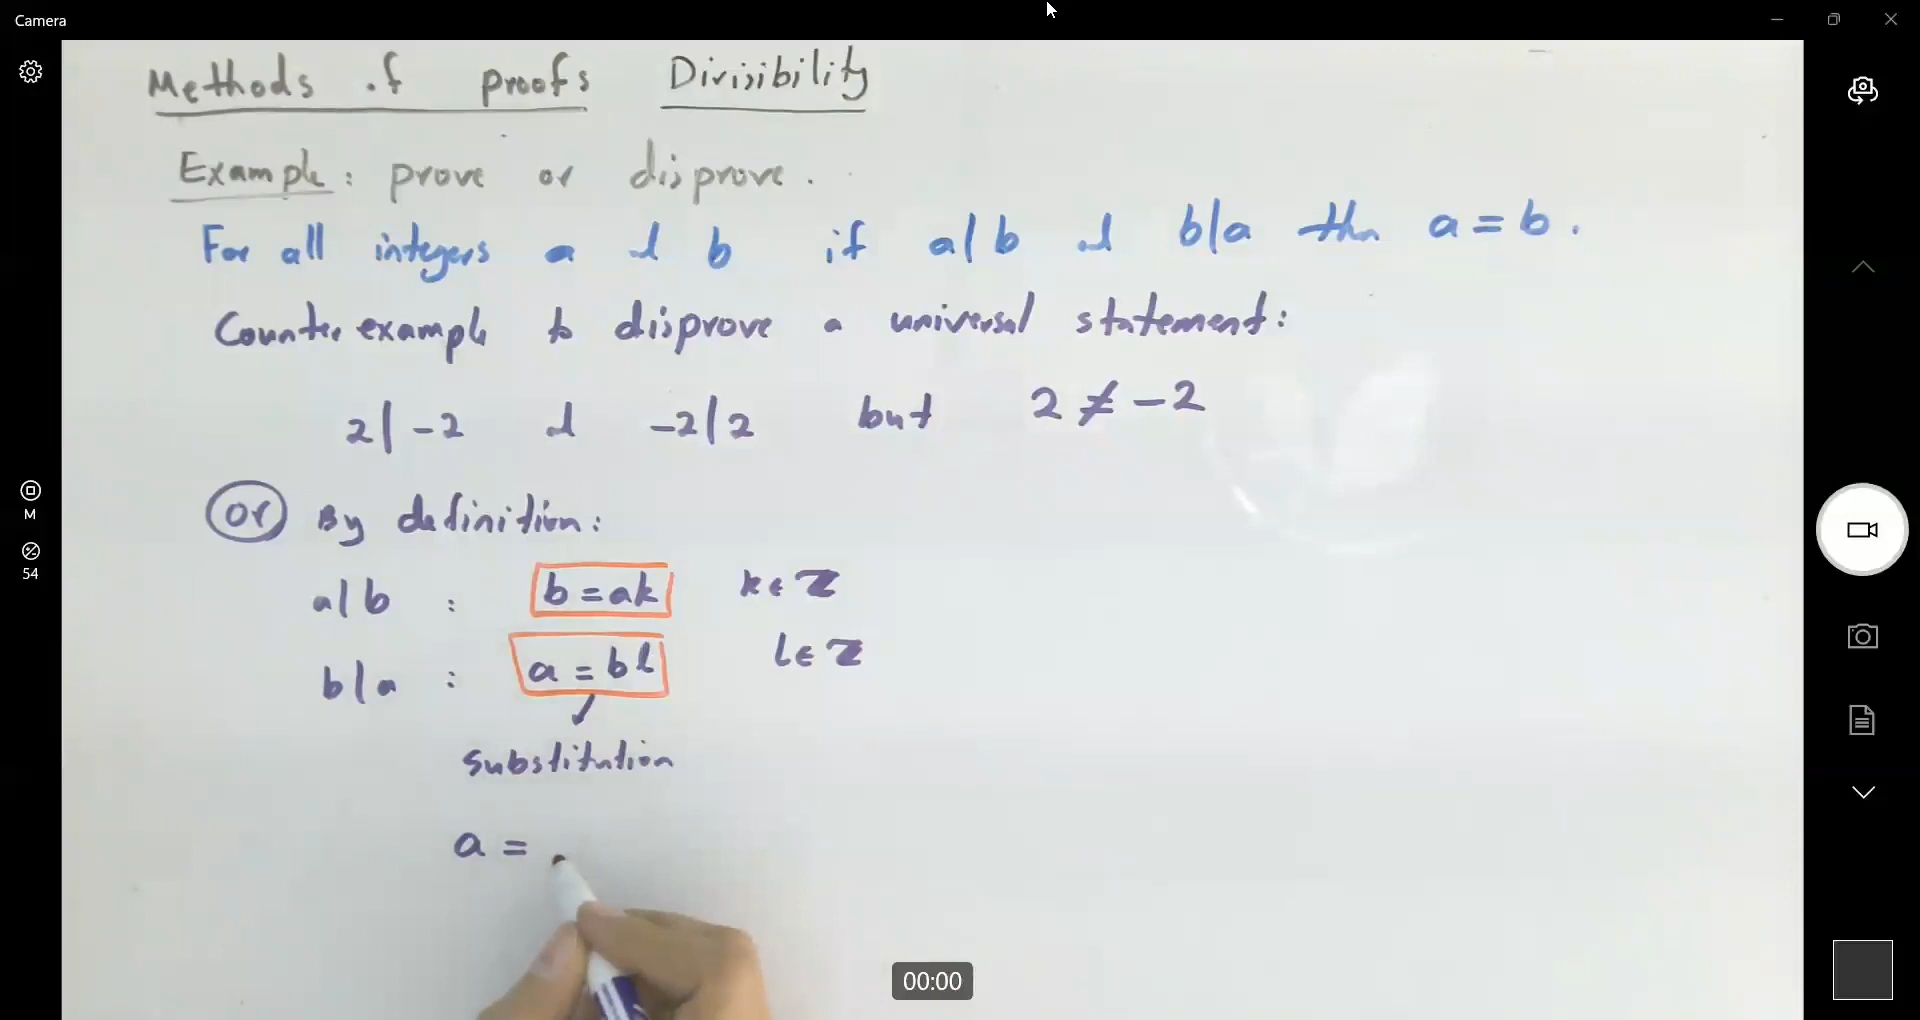 Camera
Methods of proofs Divisibility
Example: prove or disprove.
For all integers a and b if a|b and b|a then a = b.
Counter example to disprove a universal statement:
2|-2 and -2|2 but 2 ≠ -2
or By definition:
a|b : b = ak k ∈ Z
b|a : a = bl l ∈ Z
substitution
a =
M
54
00:00